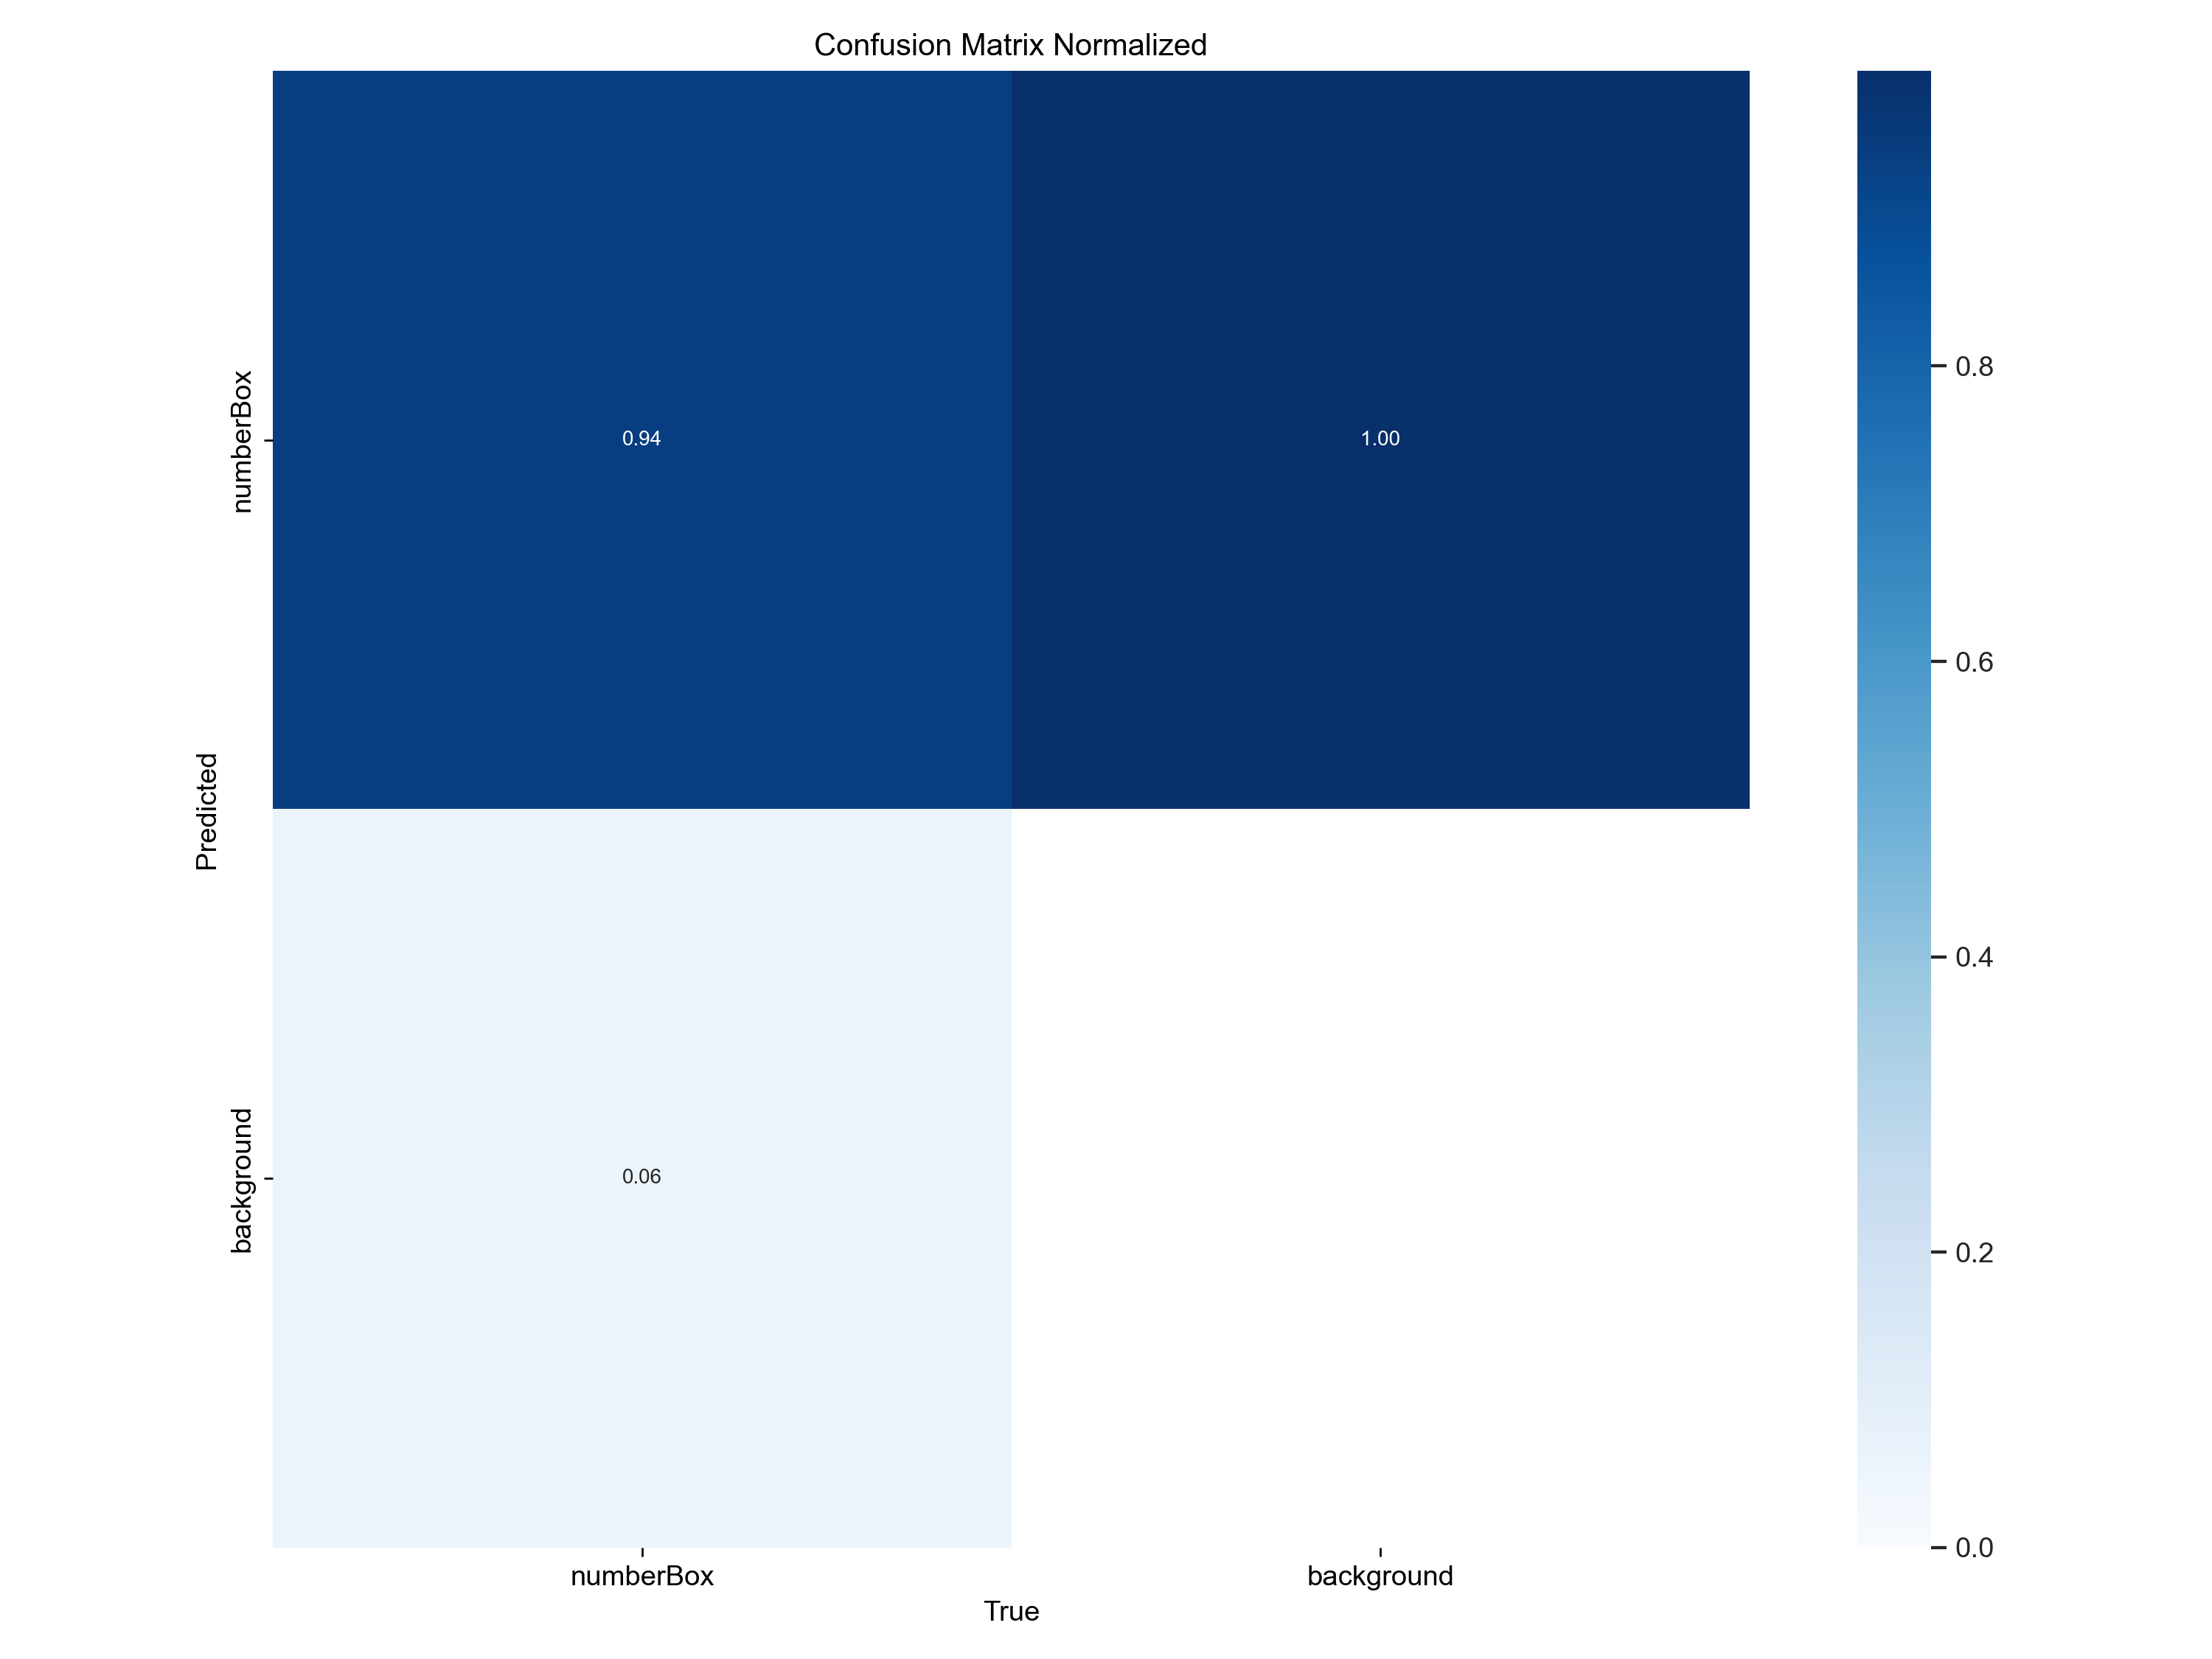 Confusion Matrix Normalized
numberBox
background
Predicted
0.94
1.00
0.06
numberBox
background
True
0.8
0.6
0.4
0.2
0.0